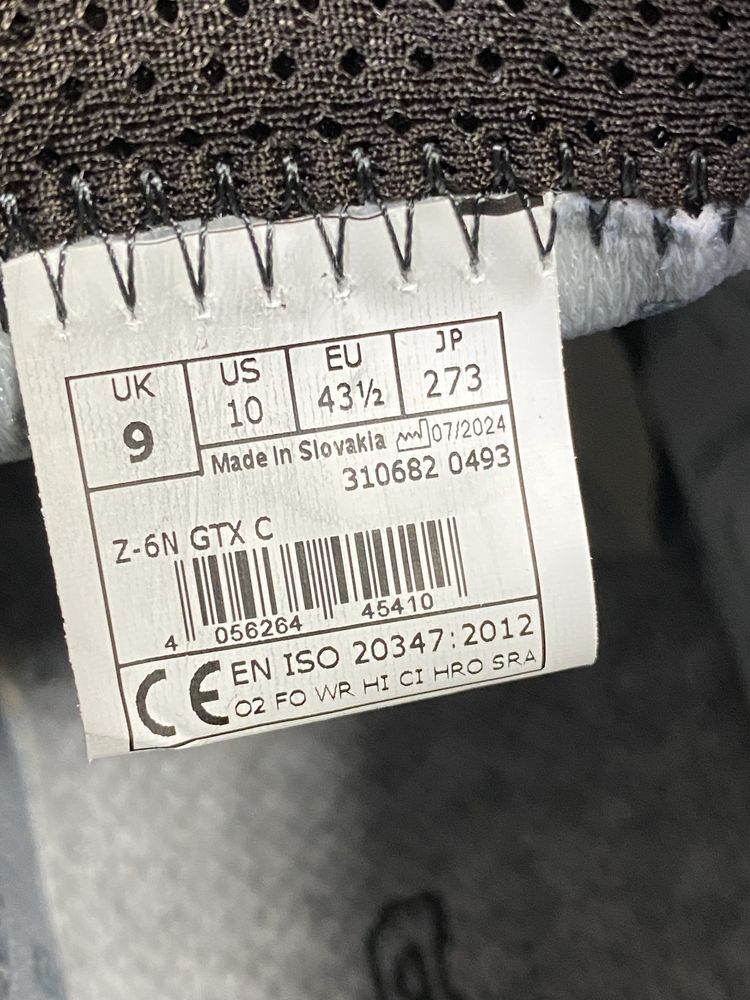 UK US EU JP
9 10 43½ 273
Made In Slovakia 07/2024
310682 0493
Z-6N GTX C
4 056264 45410
CE EN ISO 20347:2012
O2 FO WR HI CI HRO SRA